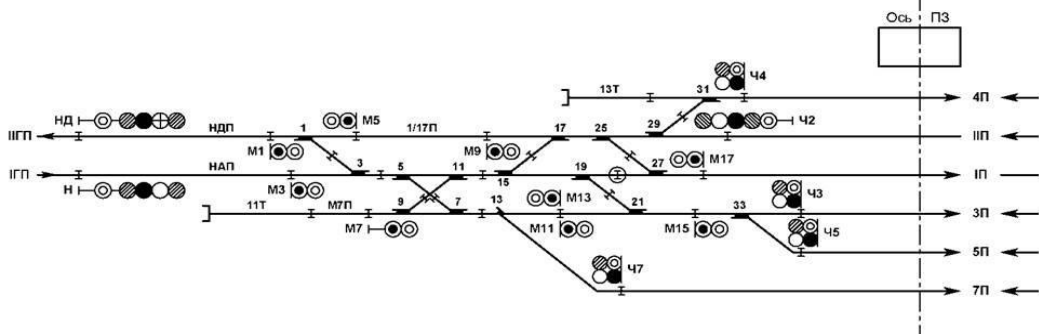 Ось ПЗ
Ч4
13Т 31 4П
НД М5 Ч2
IIГП НДП 1 1/17П 17 25 29 IIП
М1 М9 М17
IГП НАП 3 5 11 15 19 27 IП
Н М3 М13 Ч3
11Т М7П 9 7 13 21 33 3П
М7 М11 М15 Ч5
5П
Ч7
7П